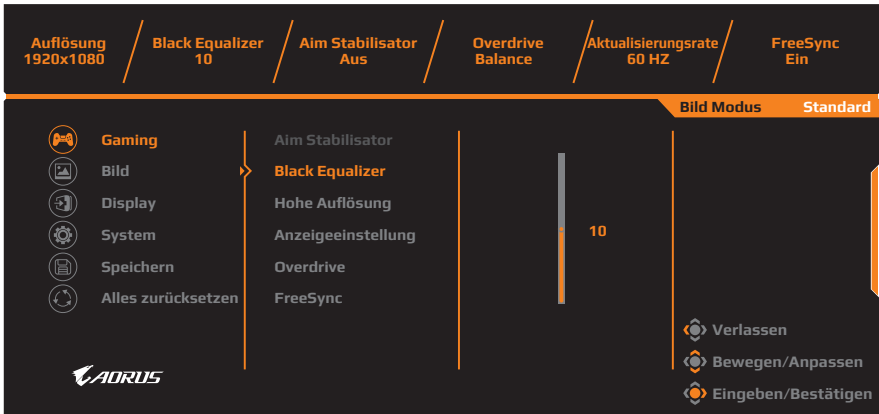 Auflösung
1920x1080
Black Equalizer
10
Aim Stabilisator
Aus
Overdrive
Balance
Aktualisierungsrate
60 HZ
FreeSync
Ein
Bild Modus Standard
Gaming
Bild
Display
System
Speichern
Alles zurücksetzen
Aim Stabilisator
Black Equalizer
Hohe Auflösung
Anzeigeeinstellung
Overdrive
FreeSync
10
Verlassen
Bewegen/Anpassen
Eingeben/Bestätigen
AORUS